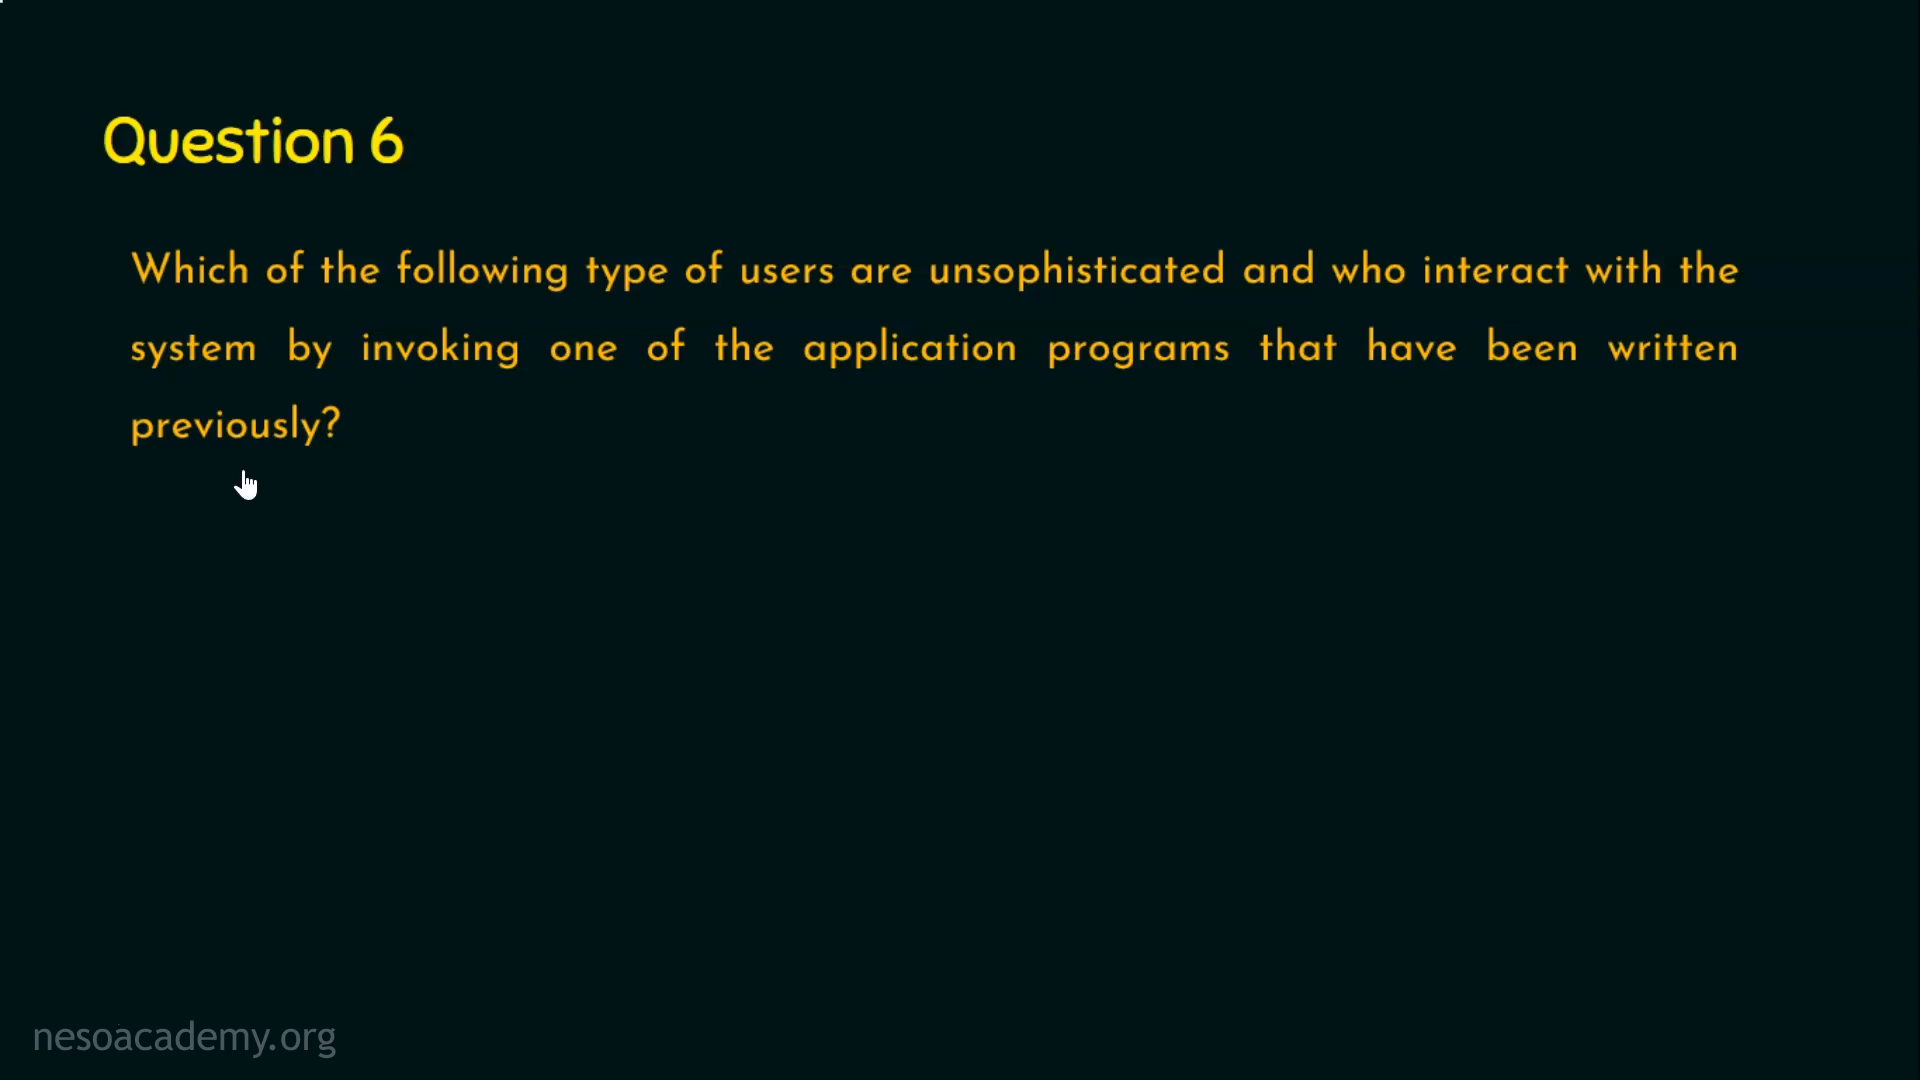 Question 6
Which of the following type of users are unsophisticated and who interact with the
system by invoking one of the application programs that have been written
previously?
nesoacademy.org